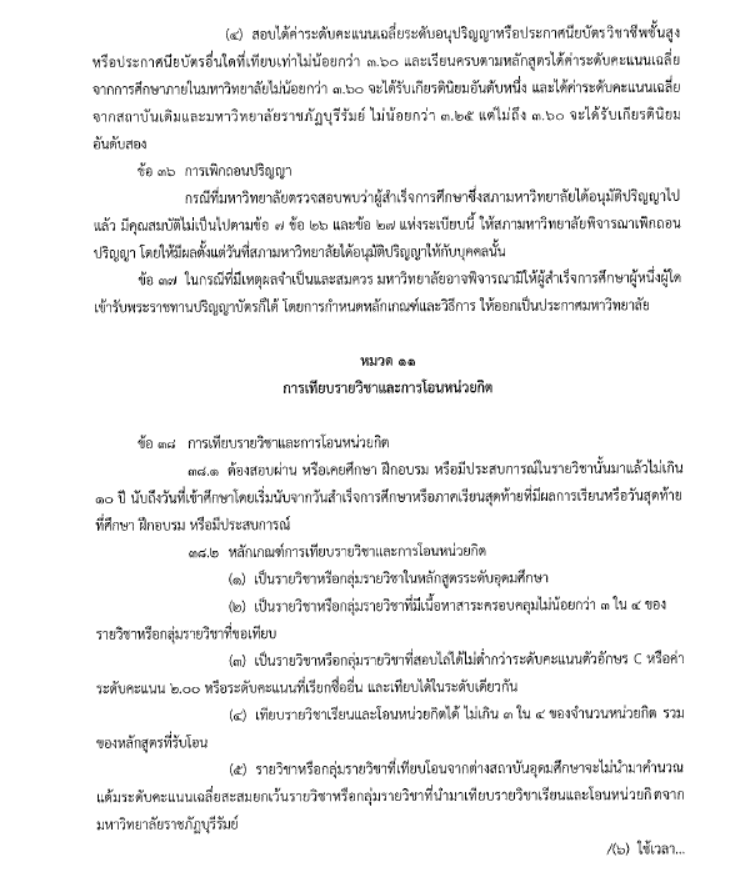 (๔) สอบได้ค่าระดับคะแนนเฉลี่ยระดับอนุปริญญาหรือประกาศนียบัตรวิชาชีพชั้นสูง
หรือประกาศนียบัตรอื่นใดที่เทียบเท่าไม่น้อยกว่า ๓.๖๐ และเรียนครบตามหลักสูตรได้ค่าระดับคะแนนเฉลี่ย
จากการศึกษาภายในมหาวิทยาลัยไม่น้อยกว่า ๓.๖๐ จะได้รับเกียรตินิยมอันดับหนึ่ง และได้ค่าระดับคะแนนเฉลี่ย
จากสถาบันเดิมและมหาวิทยาลัยราชภัฏบุรีรัมย์ ไม่น้อยกว่า ๓.๒๕ แต่ไม่ถึง ๓.๖๐ จะได้รับเกียรตินิยม
อันดับสอง
ข้อ ๓๖ การเพิกถอนปริญญา
กรณีที่มหาวิทยาลัยตรวจสอบพบว่าผู้สำเร็จการศึกษาซึ่งสภามหาวิทยาลัยได้อนุมัติปริญญาไป
แล้ว มีคุณสมบัติไม่เป็นไปตามข้อ ๗ ข้อ ๒๖ และข้อ ๒๗ แห่งระเบียบนี้ ให้สภามหาวิทยาลัยพิจารณาเพิกถอน
ปริญญา โดยให้มีผลตั้งแต่วันที่สภามหาวิทยาลัยได้อนุมัติปริญญาให้กับบุคคลนั้น
ข้อ ๓๗ ในกรณีที่มีเหตุผลจำเป็นและสมควร มหาวิทยาลัยอาจพิจารณามิให้ผู้สำเร็จการศึกษาผู้หนึ่งผู้ใด
เข้ารับพระราชทานปริญญาบัตรก็ได้ โดยการกำหนดหลักเกณฑ์และวิธีการ ให้ออกเป็นประกาศมหาวิทยาลัย
หมวด ๑๑
การเทียบรายวิชาและการโอนหน่วยกิต
ข้อ ๓๘ การเทียบรายวิชาและการโอนหน่วยกิต
๓๘.๑ ต้องสอบผ่าน หรือเคยศึกษา ฝึกอบรม หรือมีประสบการณ์ในรายวิชานั้นมาแล้วไม่เกิน
๑๐ ปี นับถึงวันที่เข้าศึกษาโดยเริ่มนับจากวันสำเร็จการศึกษาหรือภาคเรียนสุดท้ายที่มีผลการเรียนหรือวันสุดท้าย
ที่ศึกษา ฝึกอบรม หรือมีประสบการณ์
๓๘.๒ หลักเกณฑ์การเทียบรายวิชาและการโอนหน่วยกิต
(๑) เป็นรายวิชาหรือกลุ่มรายวิชาในหลักสูตรระดับอุดมศึกษา
(๒) เป็นรายวิชาหรือกลุ่มรายวิชาที่มีเนื้อหาสาระครอบคลุมไม่น้อยกว่า ๓ ใน ๔ ของ
รายวิชาหรือกลุ่มรายวิชาที่ขอเทียบ
(๓) เป็นรายวิชาหรือกลุ่มรายวิชาที่สอบไล่ได้ไม่ต่ำกว่าระดับคะแนนตัวอักษร C หรือค่า
ระดับคะแนน ๒.๐๐ หรือระดับคะแนนที่เรียกชื่ออื่น และเทียบได้ในระดับเดียวกัน
(๔) เทียบรายวิชาเรียนและโอนหน่วยกิตได้ ไม่เกิน ๓ ใน ๔ ของจำนวนหน่วยกิต รวม
ของหลักสูตรที่รับโอน
(๕) รายวิชาหรือกลุ่มรายวิชาที่เทียบโอนจากต่างสถาบันอุดมศึกษาจะไม่นำมาคำนวณ
แต้มระดับคะแนนเฉลี่ยสะสมยกเว้นรายวิชาหรือกลุ่มรายวิชาที่นำมาเทียบรายวิชาเรียนและโอนหน่วยกิตจาก
มหาวิทยาลัยราชภัฏบุรีรัมย์
/(๖) ใช้เวลา...